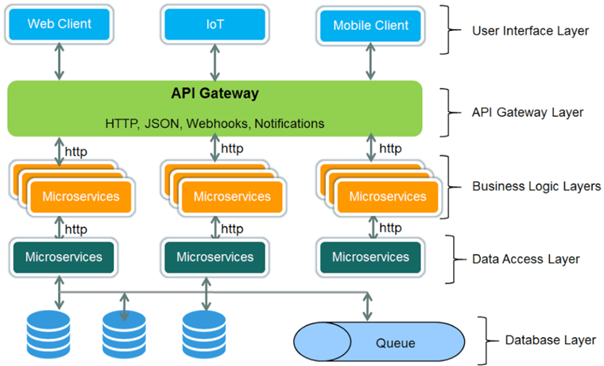 Web Client
IoT
Mobile Client
User Interface Layer
API Gateway
HTTP, JSON, Webhooks, Notifications
API Gateway Layer
http
http
http
Microservices
Microservices
Microservices
Business Logic Layers
http
http
http
Microservices
Microservices
Microservices
Data Access Layer
Queue
Database Layer